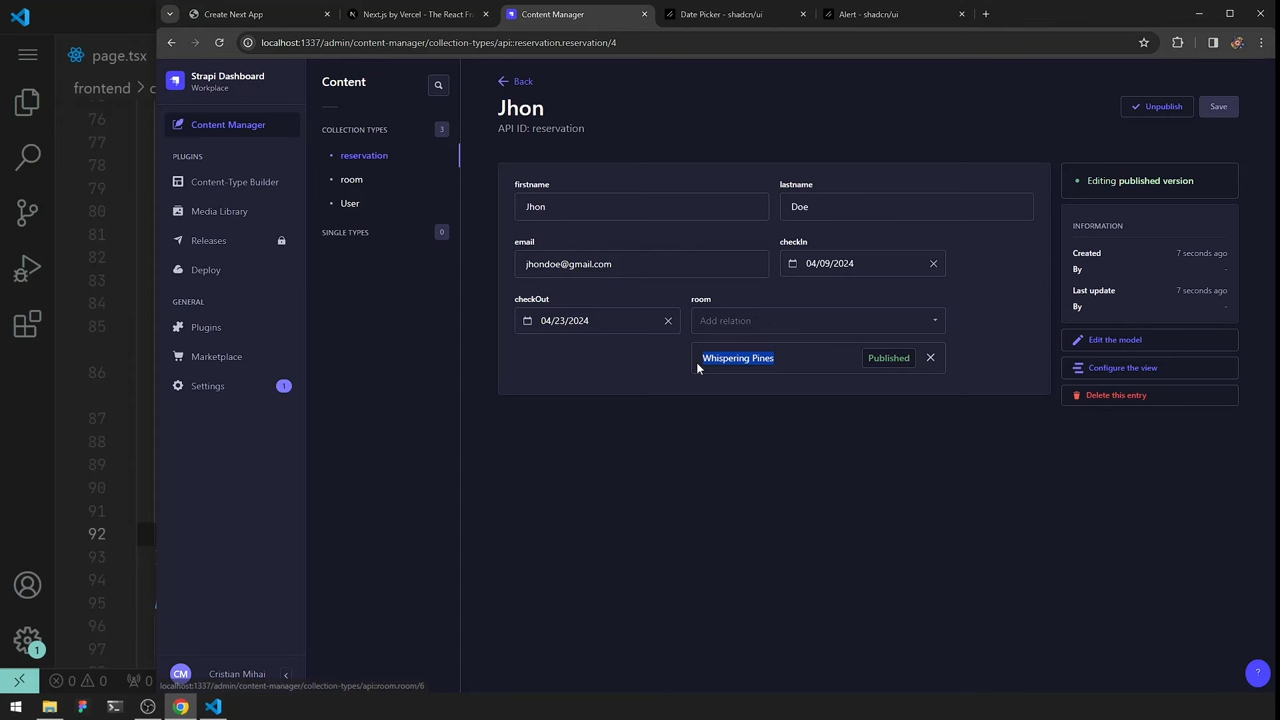 Create Next App
Next.js by Vercel - The React Fr
Content Manager
Date Picker - shadcn/ui
Alert - shadcn/ui
localhost:1337/admin/content-manager/collection-types/api::reservation.reservation/4
page.tsx
frontend
76
77
78
79
80
81
82
83
84
85
86
87
88
89
90
91
92
93
94
95
96
97
0
0
0
1
Strapi Dashboard
Workplace
Content Manager
PLUGINS
Content-Type Builder
Media Library
Releases
Deploy
GENERAL
Plugins
Marketplace
Settings
1
CM
Cristian Mihai
localhost:1337/admin/content-manager/collection-types/api::room.room/6
Content
COLLECTION TYPES
3
reservation
room
User
SINGLE TYPES
0
Back
Jhon
API ID: reservation
Unpublish
Save
firstname
lastname
Jhon
Doe
email
checkIn
jhondoe@gmail.com
04/09/2024
checkOut
room
04/23/2024
Add relation
Whispering Pines
Published
Editing published version
INFORMATION
Created
7 seconds ago
By
-
Last update
7 seconds ago
By
-
Edit the model
Configure the view
Delete this entry
?